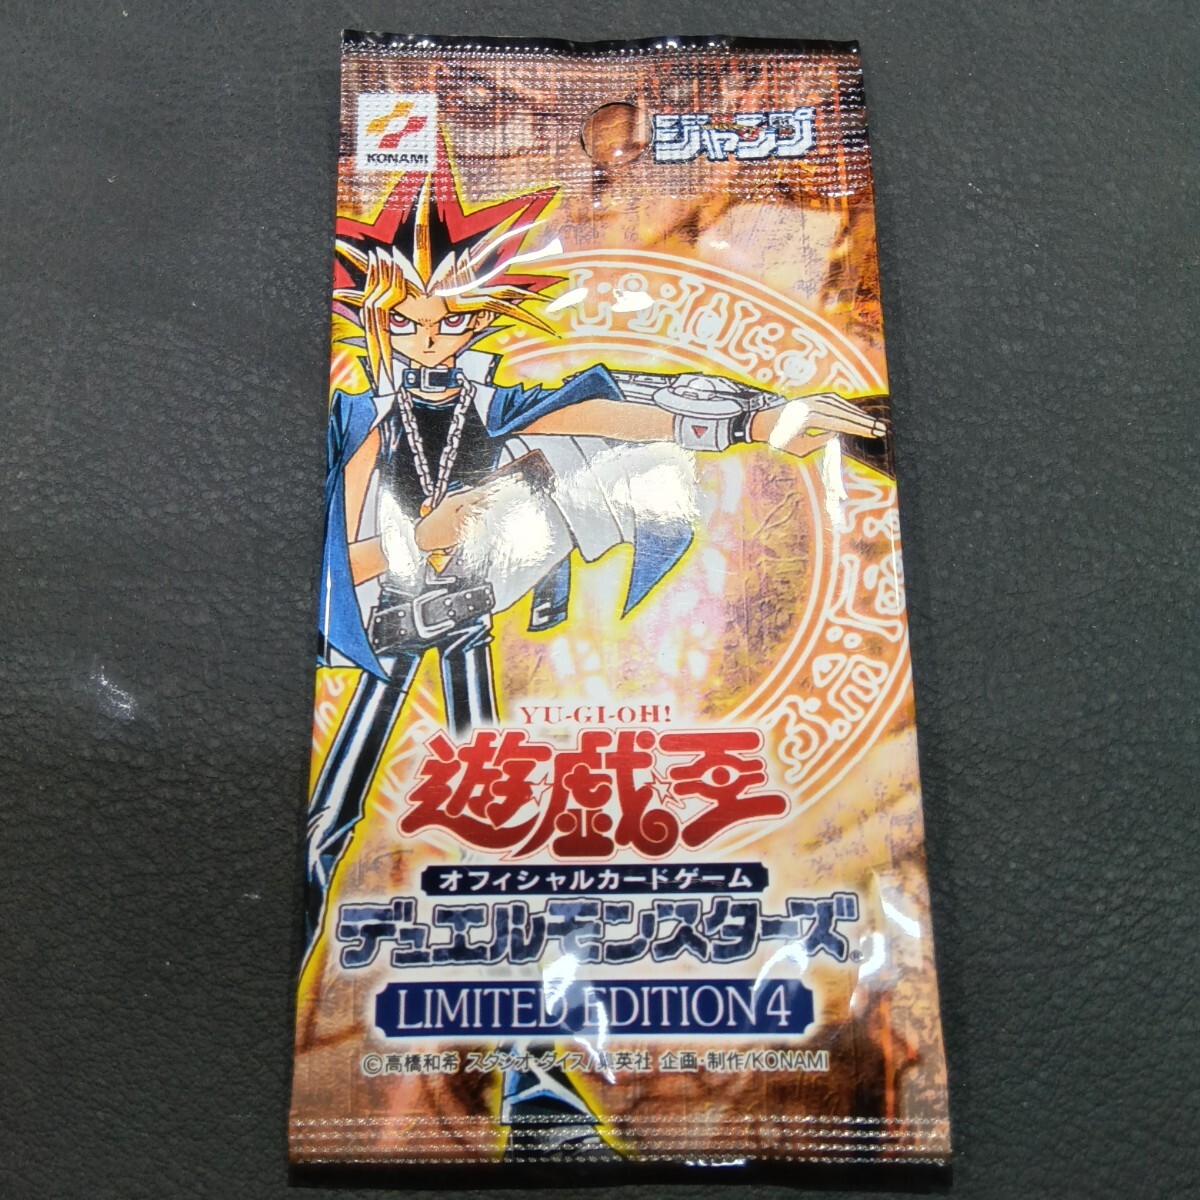 KONAMI
ジャンプ
YU-GI-OH!
遊☆戯☆王
オフィシャルカードゲーム
デュエルモンスターズ®
LIMITED EDITION 4
©高橋和希 スタジオ・ダイス/集英社 企画・制作/KONAMI